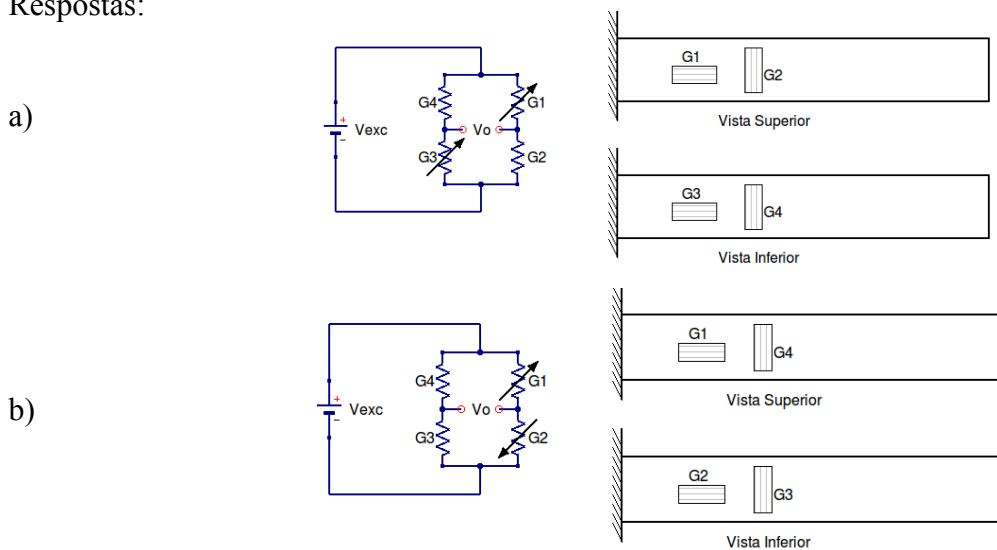 Respostas:
a)
G4
G1
+
Vexc
−
Vo
G3
G2
G1
G2
Vista Superior
G3
G4
Vista Inferior
b)
G4
G1
+
Vexc
−
Vo
G3
G2
G1
G4
Vista Superior
G2
G3
Vista Inferior